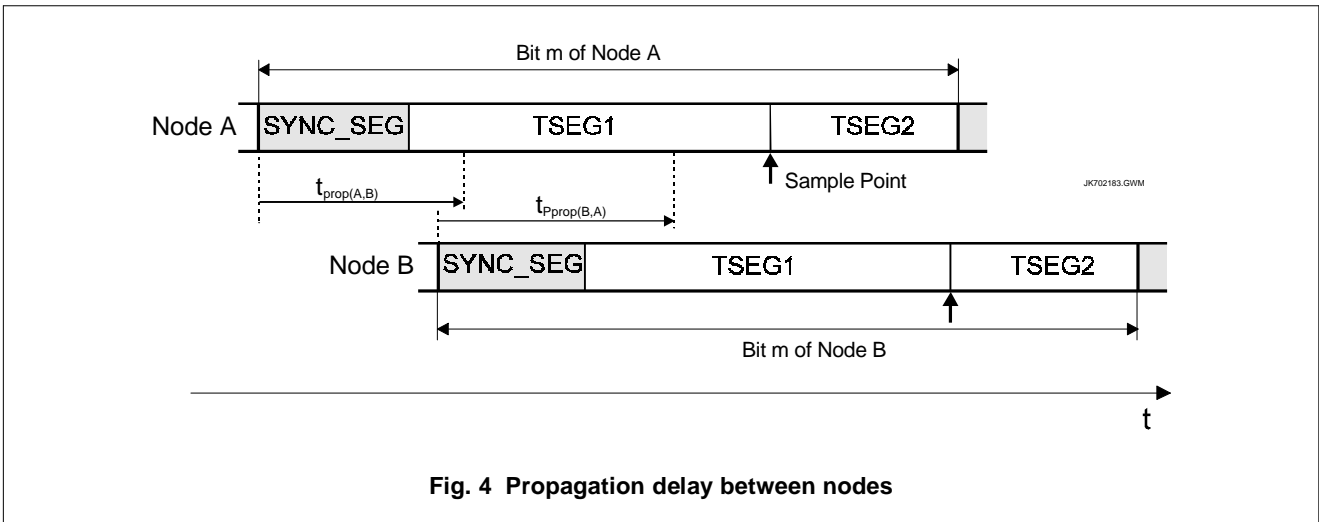 Bit m of Node A
Node A SYNC_SEG TSEG1 TSEG2
Sample Point
JK702183.GWM
tprop(A,B)
tPprop(B,A)
Node B SYNC_SEG TSEG1 TSEG2
Bit m of Node B
t
Fig. 4 Propagation delay between nodes